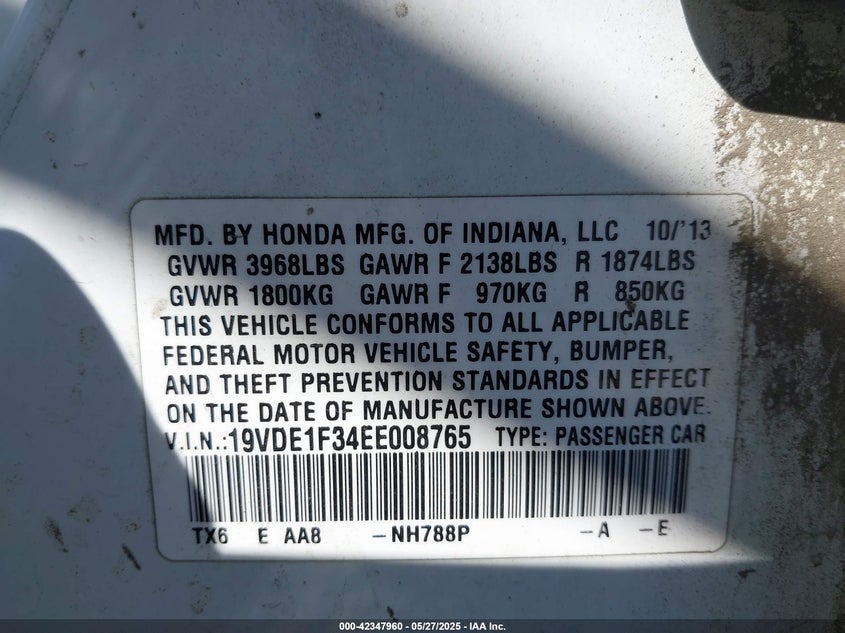 MFD. BY HONDA MFG. OF INDIANA, LLC 10/'13
GVWR 3968LBS GAWR F 2138LBS R 1874LBS
GVWR 1800KG GAWR F 970KG R 850KG
THIS VEHICLE CONFORMS TO ALL APPLICABLE
FEDERAL MOTOR VEHICLE SAFETY, BUMPER,
AND THEFT PREVENTION STANDARDS IN EFFECT
ON THE DATE OF MANUFACTURE SHOWN ABOVE.
V.I.N.:19VDE1F34EE008765 TYPE: PASSENGER CAR
TX6 E AA8 -NH788P -A -E
000-42347960 - 05/27/2025 - IAA Inc.